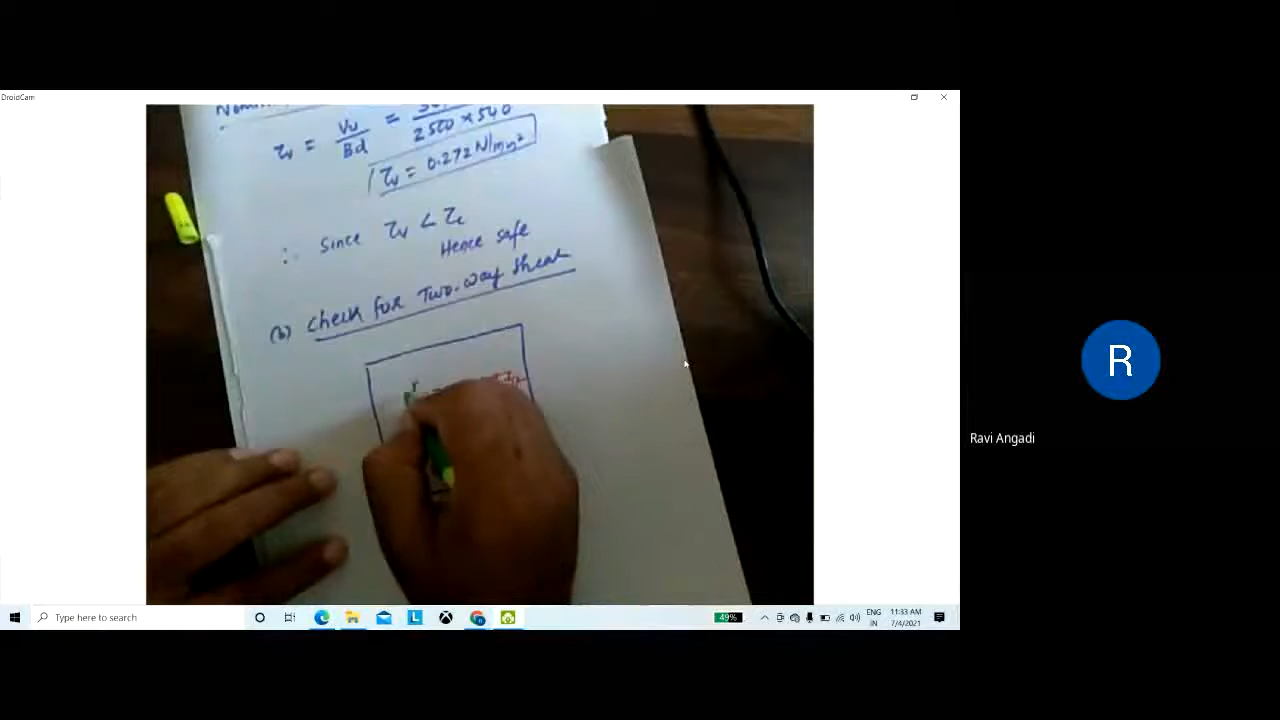 DroidCam
τv = Vu / Bd = / 2500 × 540
τv = 0.272 N/mm²
∴ Since τv < τc
Hence safe
(b) Check for Two-way Shear
R
Ravi Angadi
Type here to search
49%
ENG
IN
11:33 AM
7/4/2021